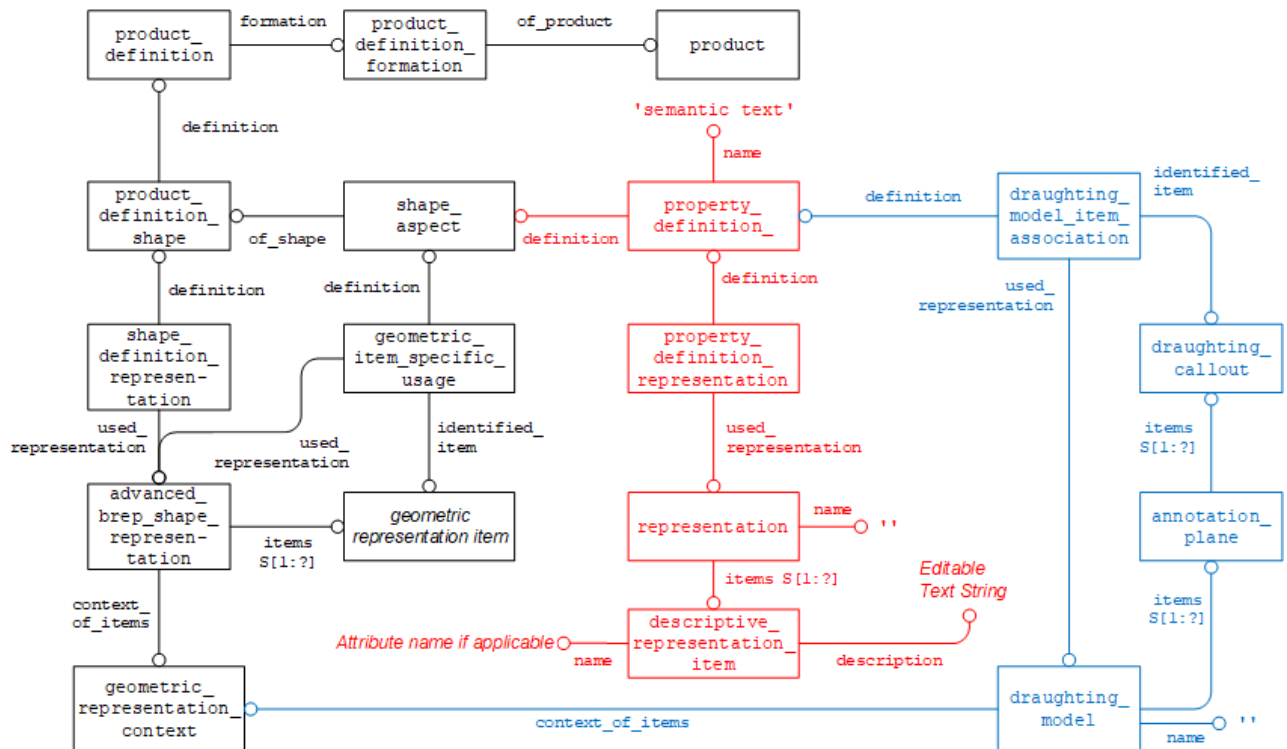 formation
of_product
product_
definition
product_
definition_
formation
product
'semantic text'
definition
name
identified_
item
product_
definition_
shape
of_shape
shape_
aspect
definition
property_
definition_
definition
draughting_
model_item_
association
definition
definition
definition
used_
representation
shape_
definition_
represen-
tation
geometric_
item_specific_
usage
property_
definition_
representation
draughting_
callout
used_
representation
used_
representation
identified_
item
used_
representation
items
S[1:?]
advanced_
brep_shape_
represen-
tation
items
S[1:?]
geometric
representation item
representation
name
''
annotation_
plane
items S[1:?]
Editable
Text String
items
S[1:?]
context_
of_items
Attribute name if applicable
name
descriptive_
representation_
item
description
geometric_
representation_
context
context_of_items
draughting_
model
name
''